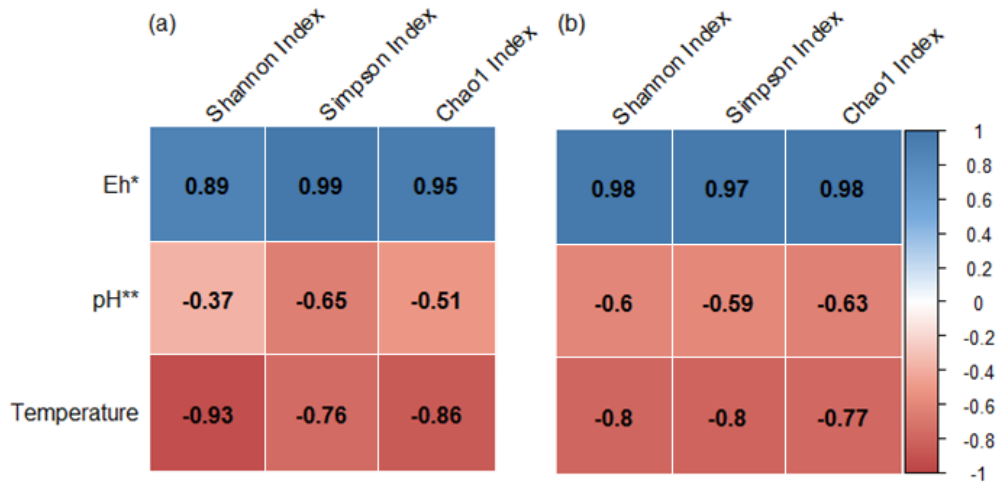 (a)
Shannon Index
Simpson Index
Chao1 Index
(b)
Shannon Index
Simpson Index
Chao1 Index
Eh*
0.89 0.99 0.95
0.98 0.97 0.98
pH**
-0.37 -0.65 -0.51
-0.6 -0.59 -0.63
Temperature
-0.93 -0.76 -0.86
-0.8 -0.8 -0.77
1
0.8
0.6
0.4
0.2
0
-0.2
-0.4
-0.6
-0.8
-1